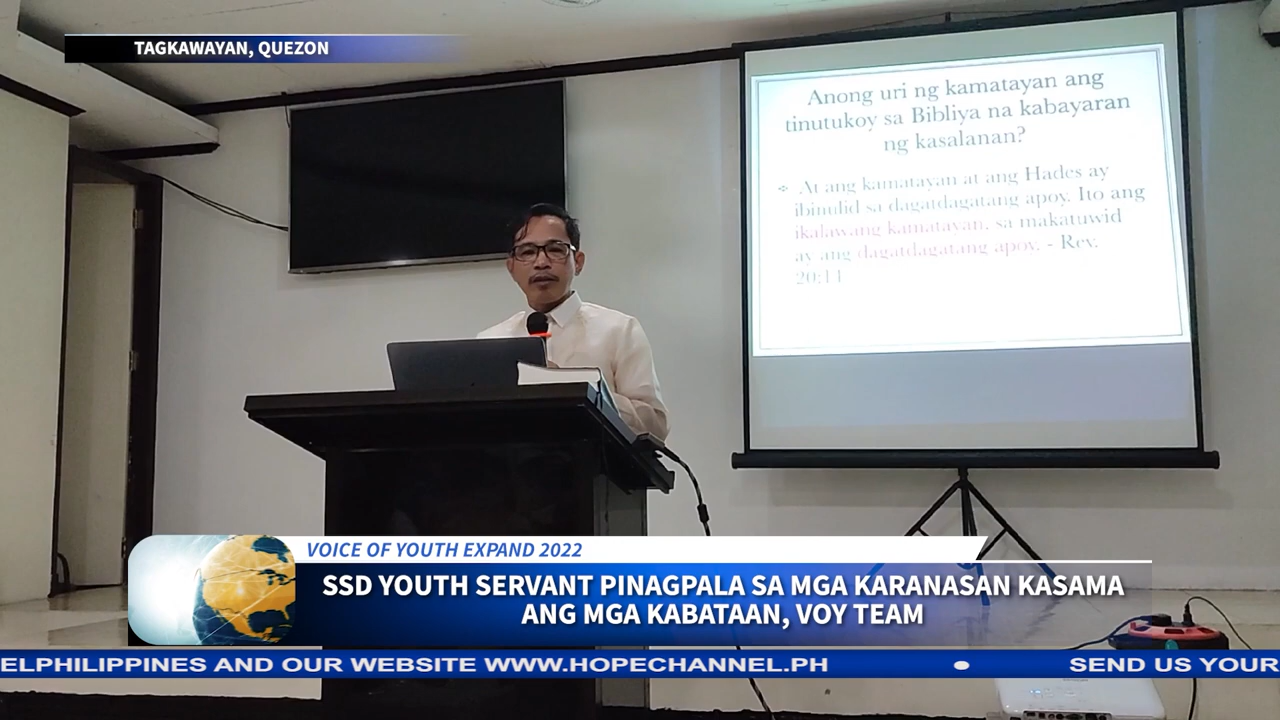 TAGKAWAYAN, QUEZON
Anong uri ng kamatayan ang
tinutukoy sa Bibliya na kabayaran
ng kasalanan?
❖ At ang kamatayan at ang Hades ay
ibinulid sa dagatdagatang apoy. Ito ang
ikalawang kamatayan, sa makatuwid
ay ang dagatdagatang apoy. - Rev.
20:14
VOICE OF YOUTH EXPAND 2022
SSD YOUTH SERVANT PINAGPALA SA MGA KARANASAN KASAMA
ANG MGA KABATAAN, VOY TEAM
ELPHILIPPINES AND OUR WEBSITE WWW.HOPECHANNEL.PH • SEND US YOUR